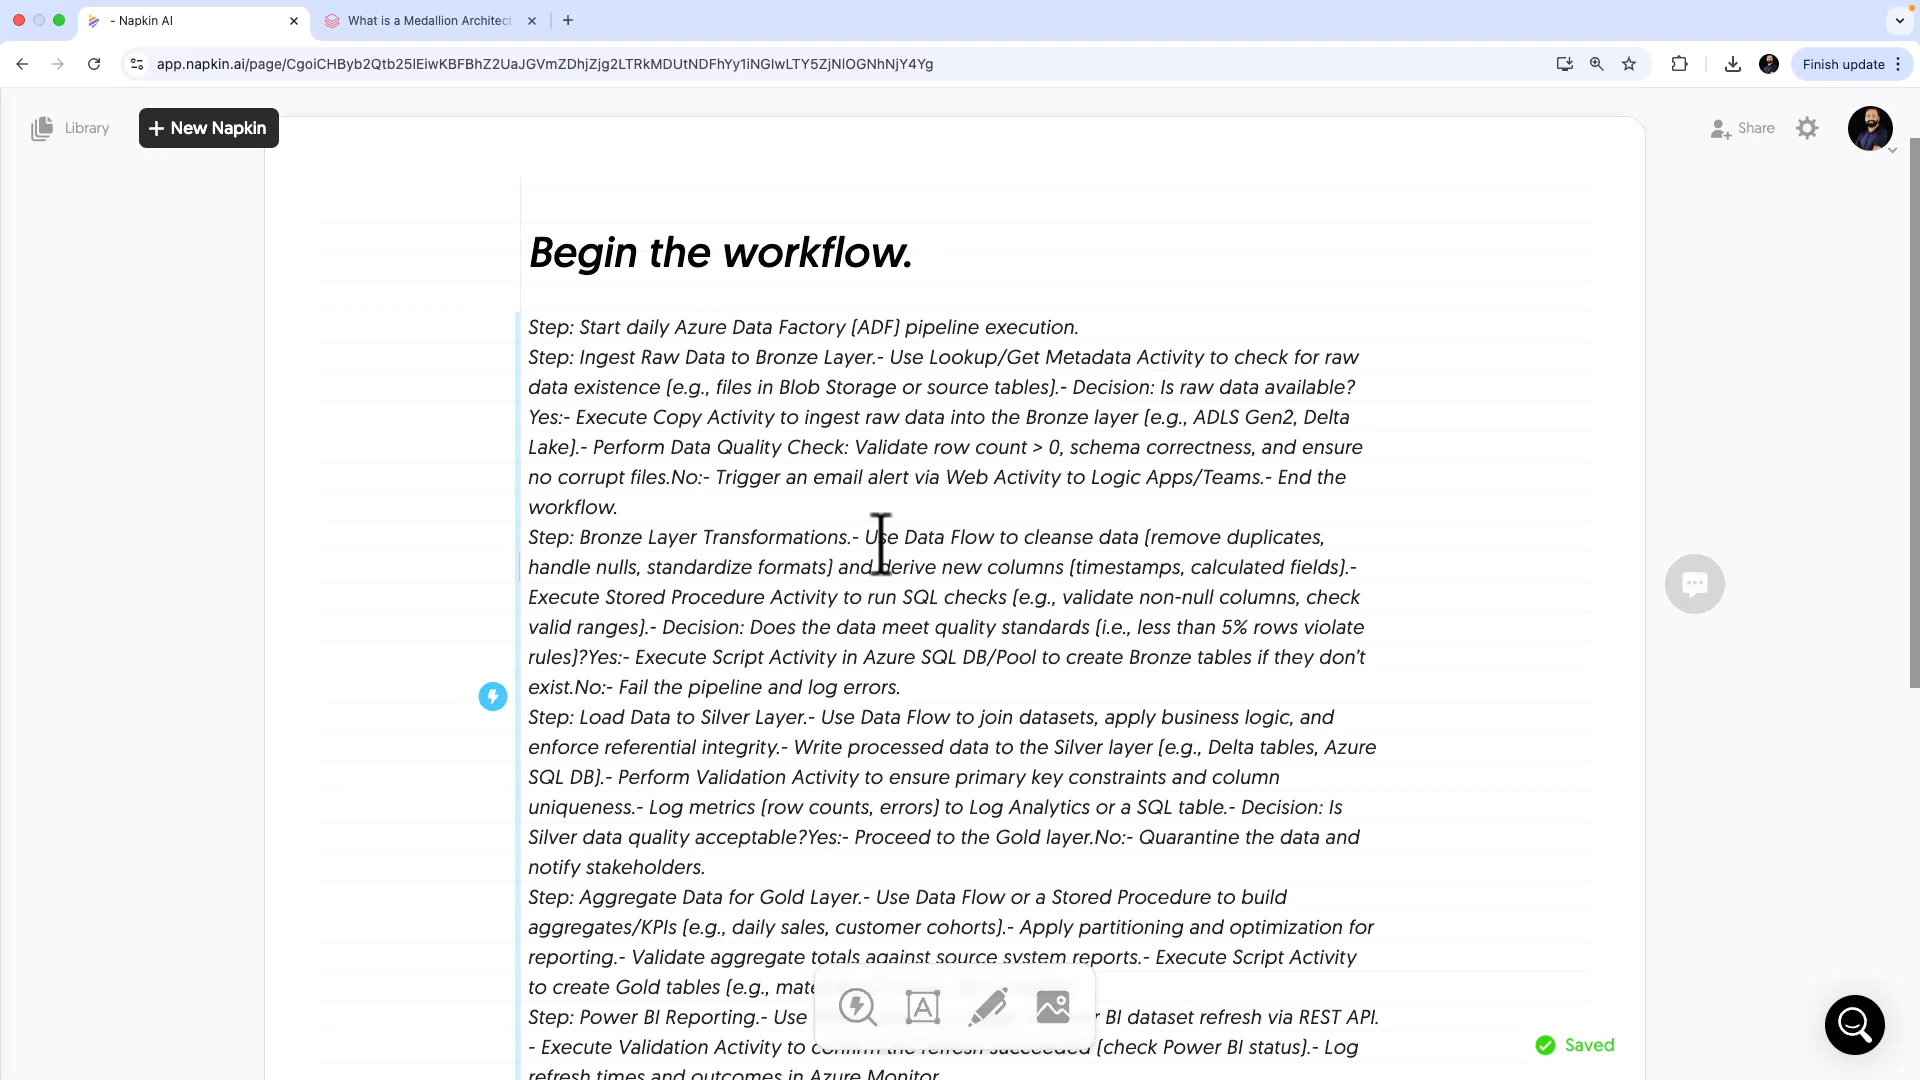 - Napkin AI
What is a Medallion Architect
app.napkin.ai/page/CgoiCHByb2Qtb25lEiwKBFBhZ2UaJGVmZDhjZjg2LTRkMDUtNDFhYy1iNGIwLTY5ZjNlOGNhNjY4Yg
Finish update
Library
+ New Napkin
Share
Begin the workflow.
Step: Start daily Azure Data Factory (ADF) pipeline execution.
Step: Ingest Raw Data to Bronze Layer.- Use Lookup/Get Metadata Activity to check for raw
data existence (e.g., files in Blob Storage or source tables).- Decision: Is raw data available?
Yes:- Execute Copy Activity to ingest raw data into the Bronze layer (e.g., ADLS Gen2, Delta
Lake).- Perform Data Quality Check: Validate row count > 0, schema correctness, and ensure
no corrupt files.No:- Trigger an email alert via Web Activity to Logic Apps/Teams.- End the
workflow.
Step: Bronze Layer Transformations.- Use Data Flow to cleanse data (remove duplicates,
handle nulls, standardize formats) and derive new columns (timestamps, calculated fields).-
Execute Stored Procedure Activity to run SQL checks (e.g., validate non-null columns, check
valid ranges).- Decision: Does the data meet quality standards (i.e., less than 5% rows violate
rules)?Yes:- Execute Script Activity in Azure SQL DB/Pool to create Bronze tables if they don't
exist.No:- Fail the pipeline and log errors.
Step: Load Data to Silver Layer.- Use Data Flow to join datasets, apply business logic, and
enforce referential integrity.- Write processed data to the Silver layer (e.g., Delta tables, Azure
SQL DB).- Perform Validation Activity to ensure primary key constraints and column
uniqueness.- Log metrics (row counts, errors) to Log Analytics or a SQL table.- Decision: Is
Silver data quality acceptable?Yes:- Proceed to the Gold layer.No:- Quarantine the data and
notify stakeholders.
Step: Aggregate Data for Gold Layer.- Use Data Flow or a Stored Procedure to build
aggregates/KPIs (e.g., daily sales, customer cohorts).- Apply partitioning and optimization for
reporting.- Validate aggregate totals against source system reports.- Execute Script Activity
to create Gold tables (e.g., mate
Step: Power BI Reporting.- Use BI dataset refresh via REST API.
- Execute Validation Activity to confirm the refresh succeeded (check Power BI status).- Log
refresh times and outcomes in Azure Monitor.
Saved